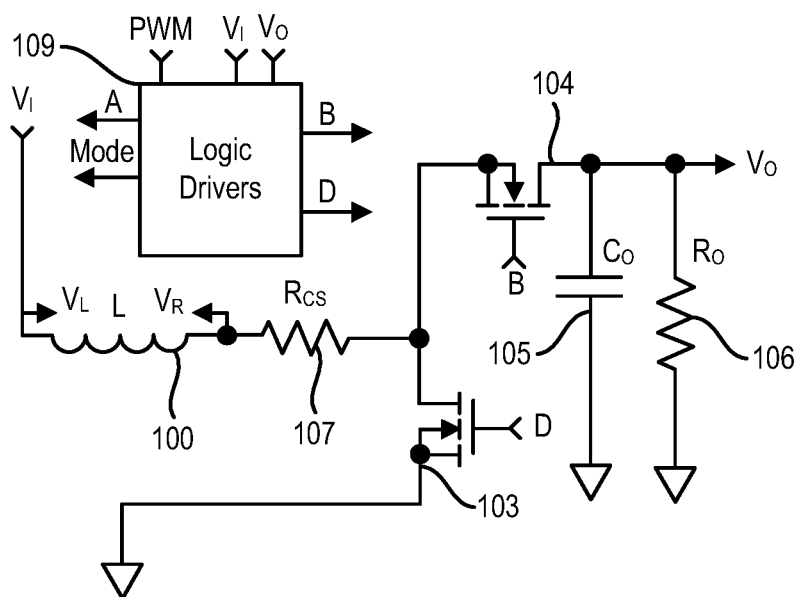 PWM VI VO
109
VI
A
B
Mode
Logic
Drivers
D
104
VO
CO
RO
B
VL
L
VR
RCS
105
106
100
107
D
103